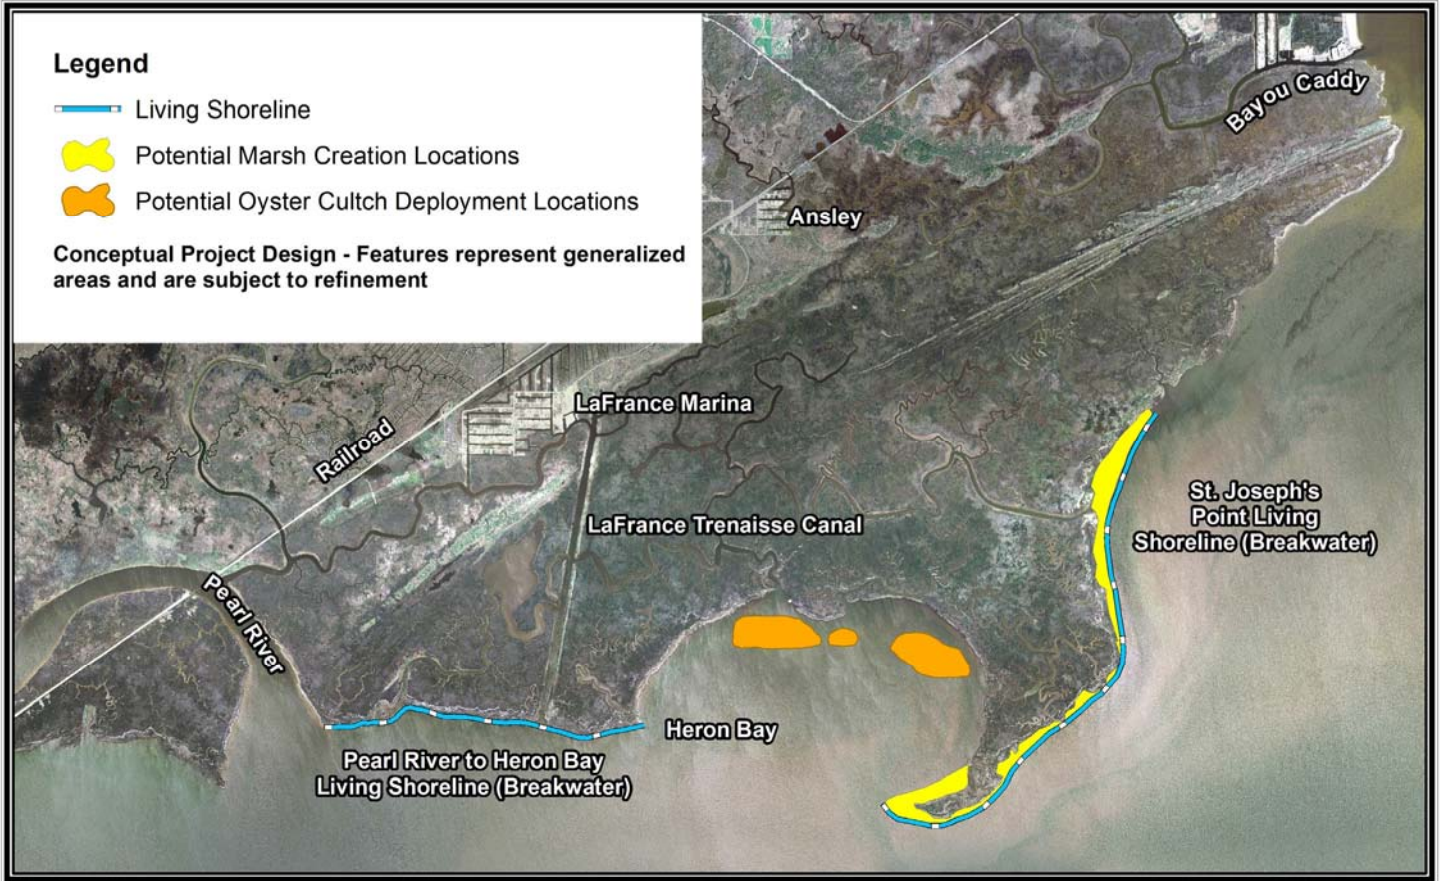 Legend
Living Shoreline
Potential Marsh Creation Locations
Potential Oyster Cultch Deployment Locations
Conceptual Project Design - Features represent generalized
areas and are subject to refinement
Bayou Caddy
Ansley
LaFrance Marina
Railroad
St. Joseph's
Point Living
Shoreline (Breakwater)
LaFrance Trenaisse Canal
Pearl River
Heron Bay
Pearl River to Heron Bay
Living Shoreline (Breakwater)